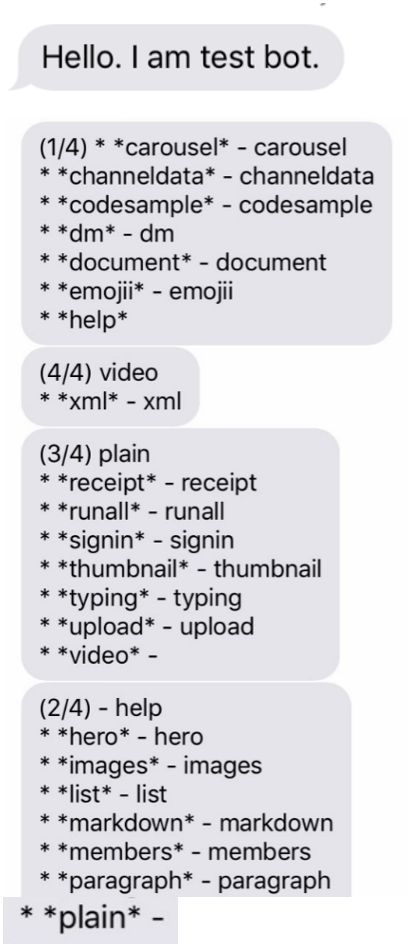 Hello. I am test bot.
(1/4) * *carousel* - carousel
* *channeldata* - channeldata
* *codesample* - codesample
* *dm* - dm
* *document* - document
* *emojii* - emojii
* *help*
(4/4) video
* *xml* - xml
(3/4) plain
* *receipt* - receipt
* *runall* - runall
* *signin* - signin
* *thumbnail* - thumbnail
* *typing* - typing
* *upload* - upload
* *video* -
(2/4) - help
* *hero* - hero
* *images* - images
* *list* - list
* *markdown* - markdown
* *members* - members
* *paragraph* - paragraph
* *plain* -